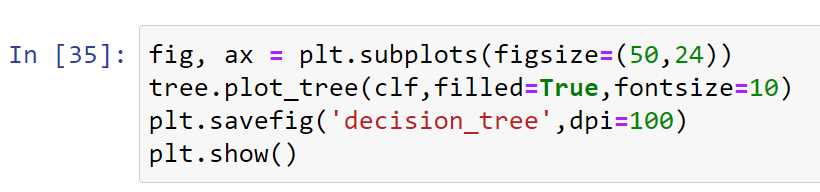 In [35]: fig, ax = plt.subplots(figsize=(50,24))
tree.plot_tree(clf,filled=True,fontsize=10)
plt.savefig('decision_tree',dpi=100)
plt.show()